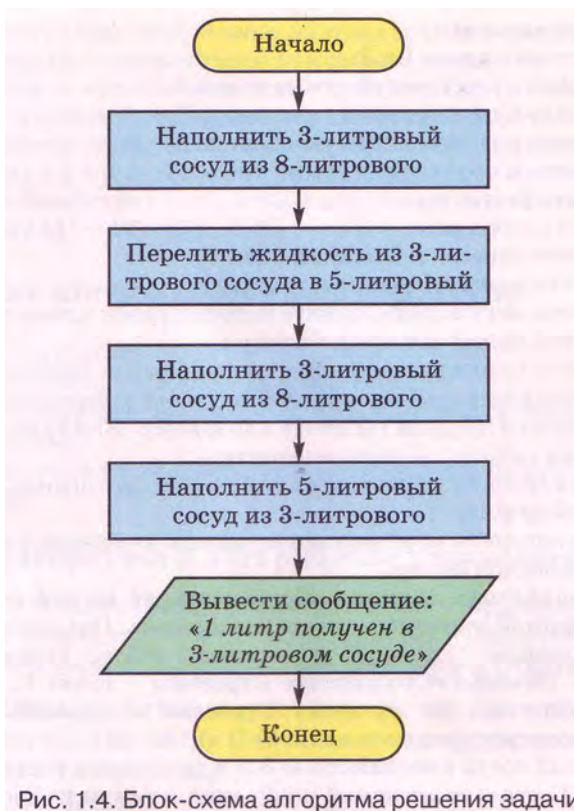 Начало
Наполнить 3-литровый
сосуд из 8-литрового
Перелить жидкость из 3-ли-
трового сосуда в 5-литровый
Наполнить 3-литровый
сосуд из 8-литрового
Наполнить 5-литровый
сосуд из 3-литрового
Вывести сообщение:
«1 литр получен в
3-литровом сосуде»
Конец
Рис.1.4. Блок-схема алгоритма решения задачи